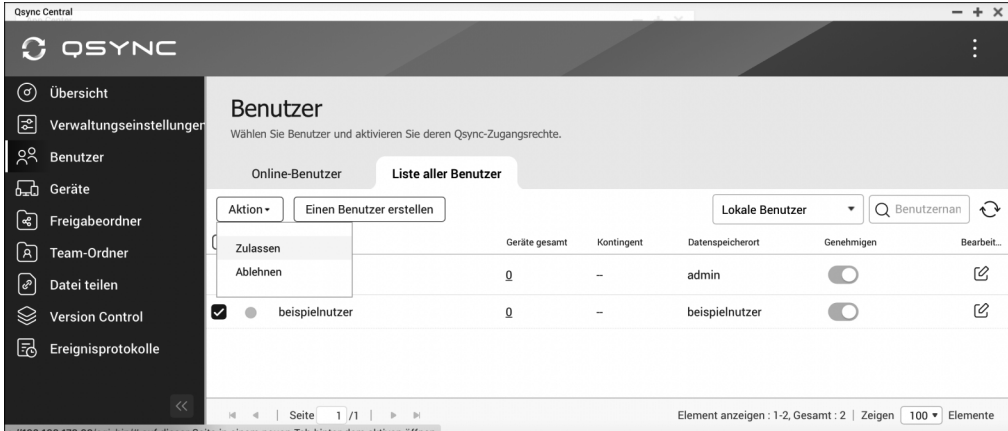 Qsync Central
QSYNC
Übersicht
Verwaltungseinstellunger
Benutzer
Geräte
Freigabeordner
Team-Ordner
Datei teilen
Version Control
Ereignisprotokolle
Benutzer
Wählen Sie Benutzer und aktivieren Sie deren Qsync-Zugangsrechte.
Online-Benutzer Liste aller Benutzer
Aktion Einen Benutzer erstellen Lokale Benutzer Benutzernan
Zulassen
Ablehnen
Geräte gesamt Kontingent Datenspeicherort Genehmigen Bearbeit...
0 -- admin
beispielnutzer 0 -- beispielnutzer
Seite 1 /1 Element anzeigen : 1-2, Gesamt : 2 Zeigen 100 Elemente